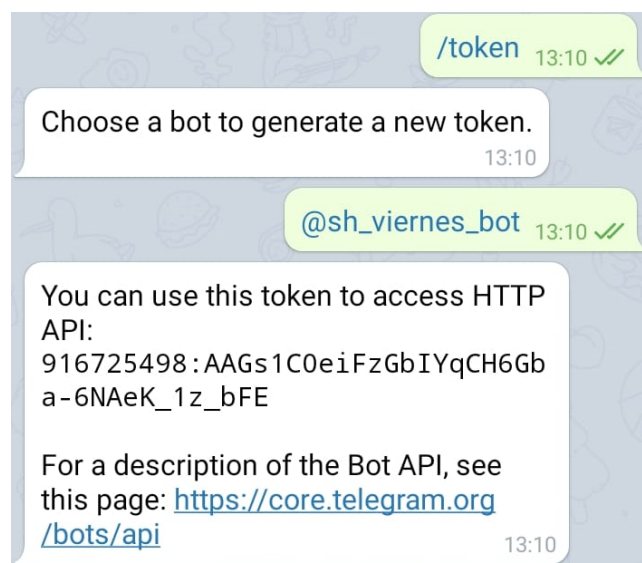 /token 13:10
Choose a bot to generate a new token.
13:10
@sh_viernes_bot 13:10
You can use this token to access HTTP
API:
916725498:AAGs1COeiFzGbIYqCH6Gb
a-6NAeK_1z_bFE
For a description of the Bot API, see
this page: https://core.telegram.org
/bots/api 13:10